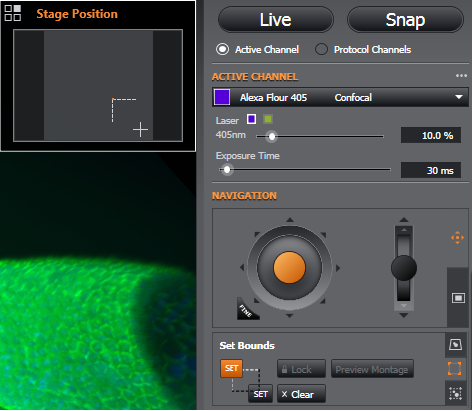 Stage Position
Live Snap
Active Channel Protocol Channels
ACTIVE CHANNEL
Alexa Flour 405 Confocal
Laser
405nm 10.0 %
Exposure Time
30 ms
NAVIGATION
FINE
Set Bounds
SET Lock Preview Montage
SET X Clear